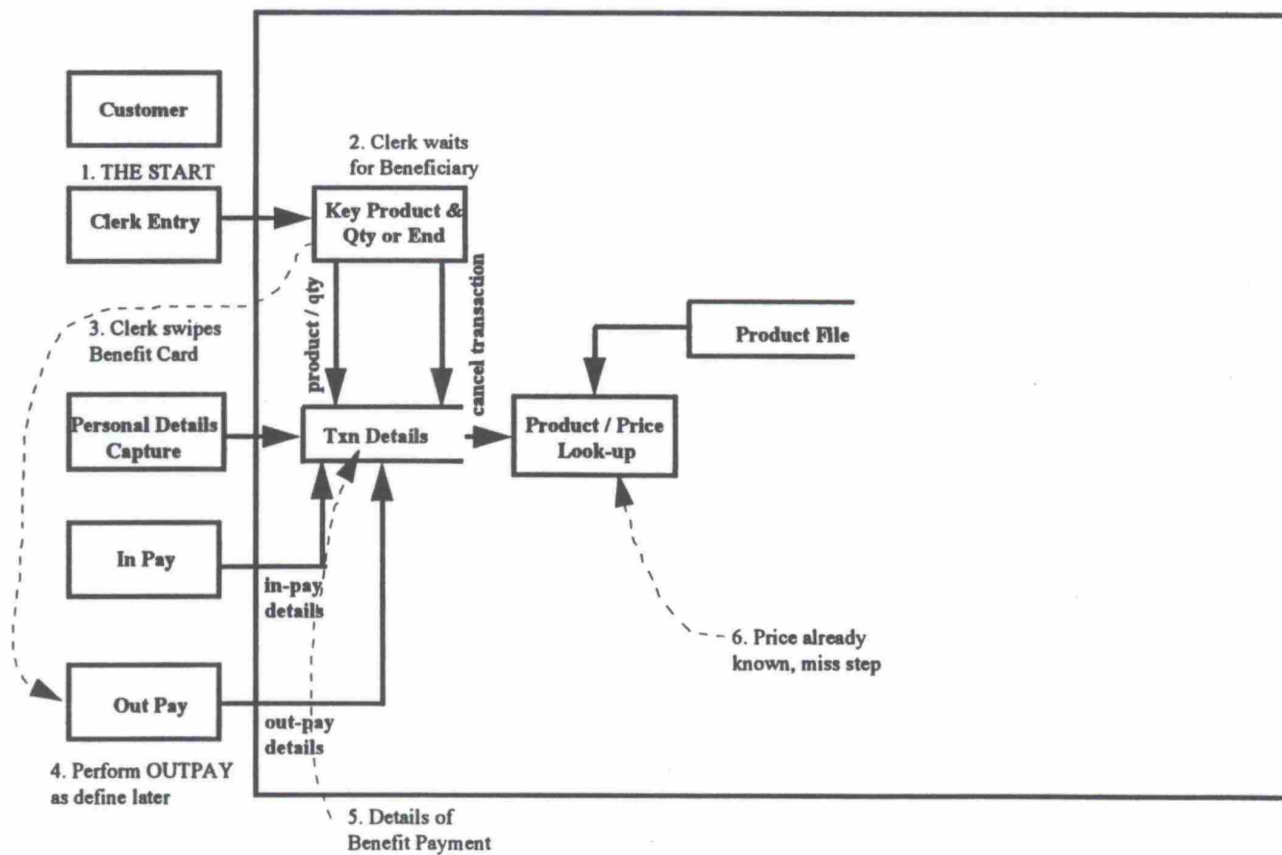 Customer
1. THE START
Clerk Entry
2. Clerk waits
for Beneficiary
Key Product &
Qty or End
product / qty
cancel transaction
3. Clerk swipes
Benefit Card
Product File
Personal Details
Capture
Txn Details
Product / Price
Look-up
In Pay
in-pay
details
6. Price already
known, miss step
Out Pay
out-pay
details
4. Perform OUTPAY
as define later
5. Details of
Benefit Payment